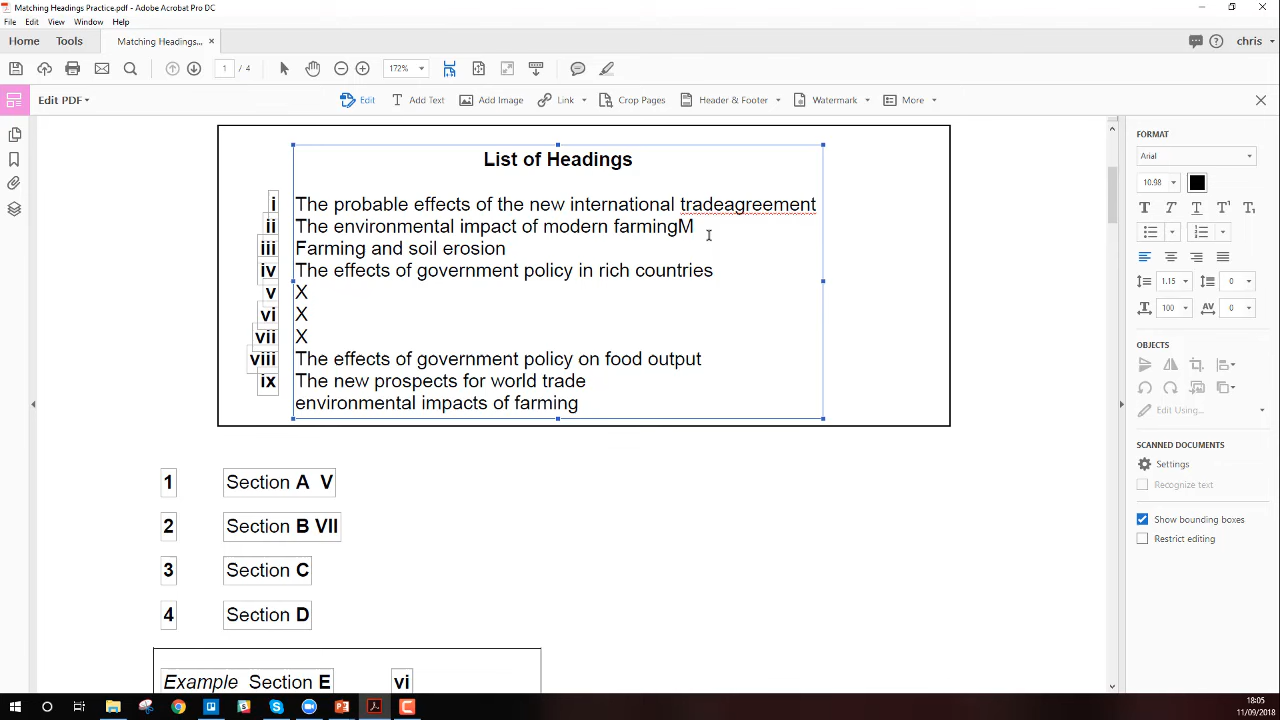 Matching Headings Practice.pdf - Adobe Acrobat Pro DC
File Edit View Window Help
Home Tools Matching Headings... × chris
1 / 4 172%
Edit PDF Edit Add Text Add Image Link Crop Pages Header & Footer Watermark More
List of Headings
i The probable effects of the new international tradeagreement
ii The environmental impact of modern farmingM
iii Farming and soil erosion
iv The effects of government policy in rich countries
v X
vi X
vii X
viii The effects of government policy on food output
ix The new prospects for world trade
environmental impacts of farming
1 Section A V
2 Section B VII
3 Section C
4 Section D
Example Section E vi
FORMAT
Arial
10.98
T T T T¹ T₁
1.15 0
100 AV 0
OBJECTS
Edit Using...
SCANNED DOCUMENTS
Settings
Recognize text
Show bounding boxes
Restrict editing
18:05
11/09/2018